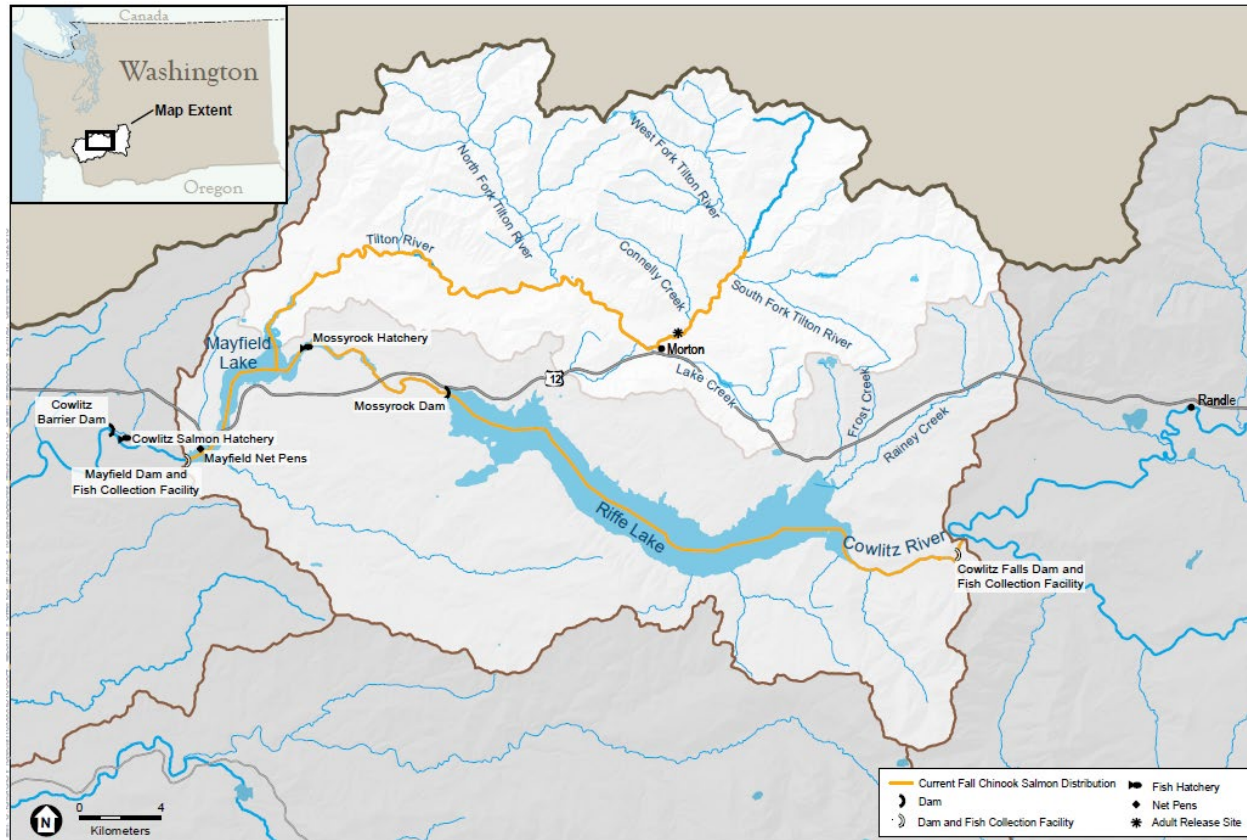 Canada
Washington
Map Extent
Oregon
West Fork Tilton River
North Fork Tilton River
Tilton River
Connelly Creek
South Fork Tilton River
Mayfield
Lake
Mossyrock Hatchery
Morton
12
Lake Creek
Frost Creek
Rainey Creek
Randle
Mossyrock Dam
Cowlitz
Barrier Dam
Cowlitz Salmon Hatchery
Mayfield Net Pens
Mayfield Dam and
Fish Collection Facility
Riffe Lake
Cowlitz River
Cowlitz Falls Dam and
Fish Collection Facility
N
0 4
Kilometers
Current Fall Chinook Salmon Distribution
Dam
Dam and Fish Collection Facility
Fish Hatchery
Net Pens
Adult Release Site